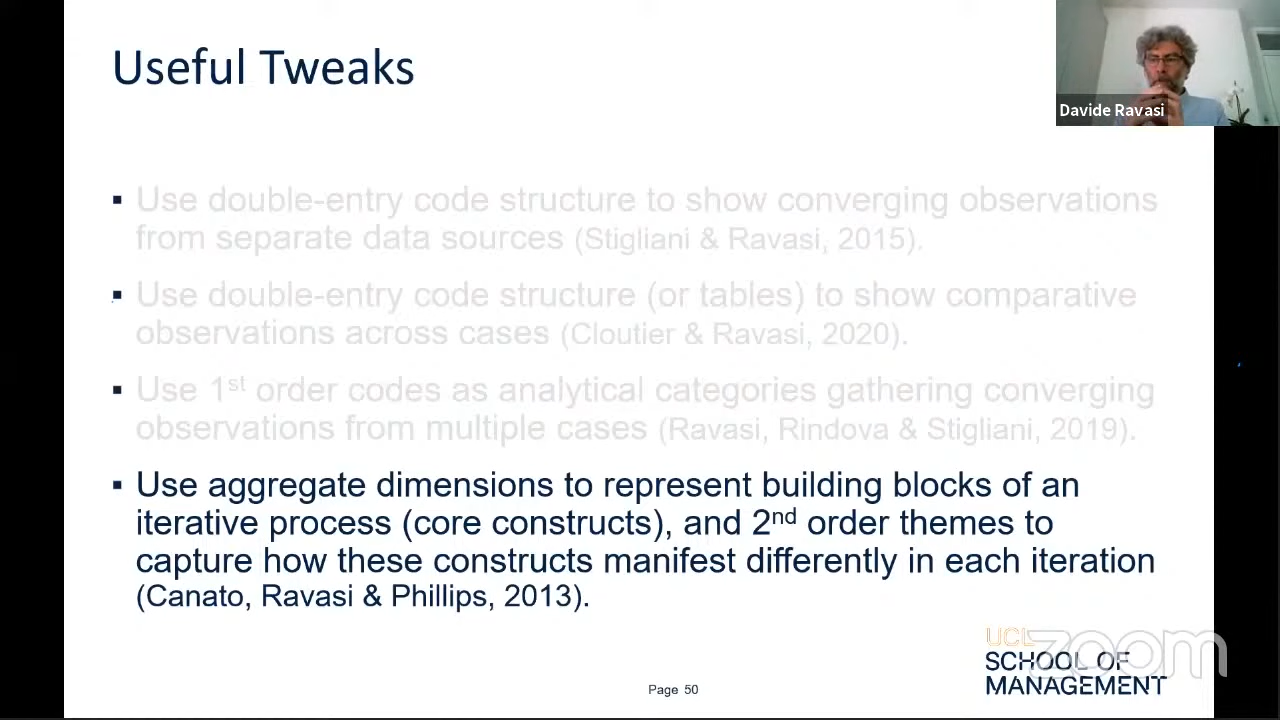 Useful Tweaks
Davide Ravasi
▪ Use double-entry code structure to show converging observations
from separate data sources (Stigliani & Ravasi, 2015).
▪ Use double-entry code structure (or tables) to show comparative
observations across cases (Cloutier & Ravasi, 2020).
▪ Use 1st order codes as analytical categories gathering converging
observations from multiple cases (Ravasi, Rindova & Stigliani, 2019).
▪ Use aggregate dimensions to represent building blocks of an
iterative process (core constructs), and 2nd order themes to
capture how these constructs manifest differently in each iteration
(Canato, Ravasi & Phillips, 2013).
UCL
SCHOOL OF
MANAGEMENT
zoom
Page 50